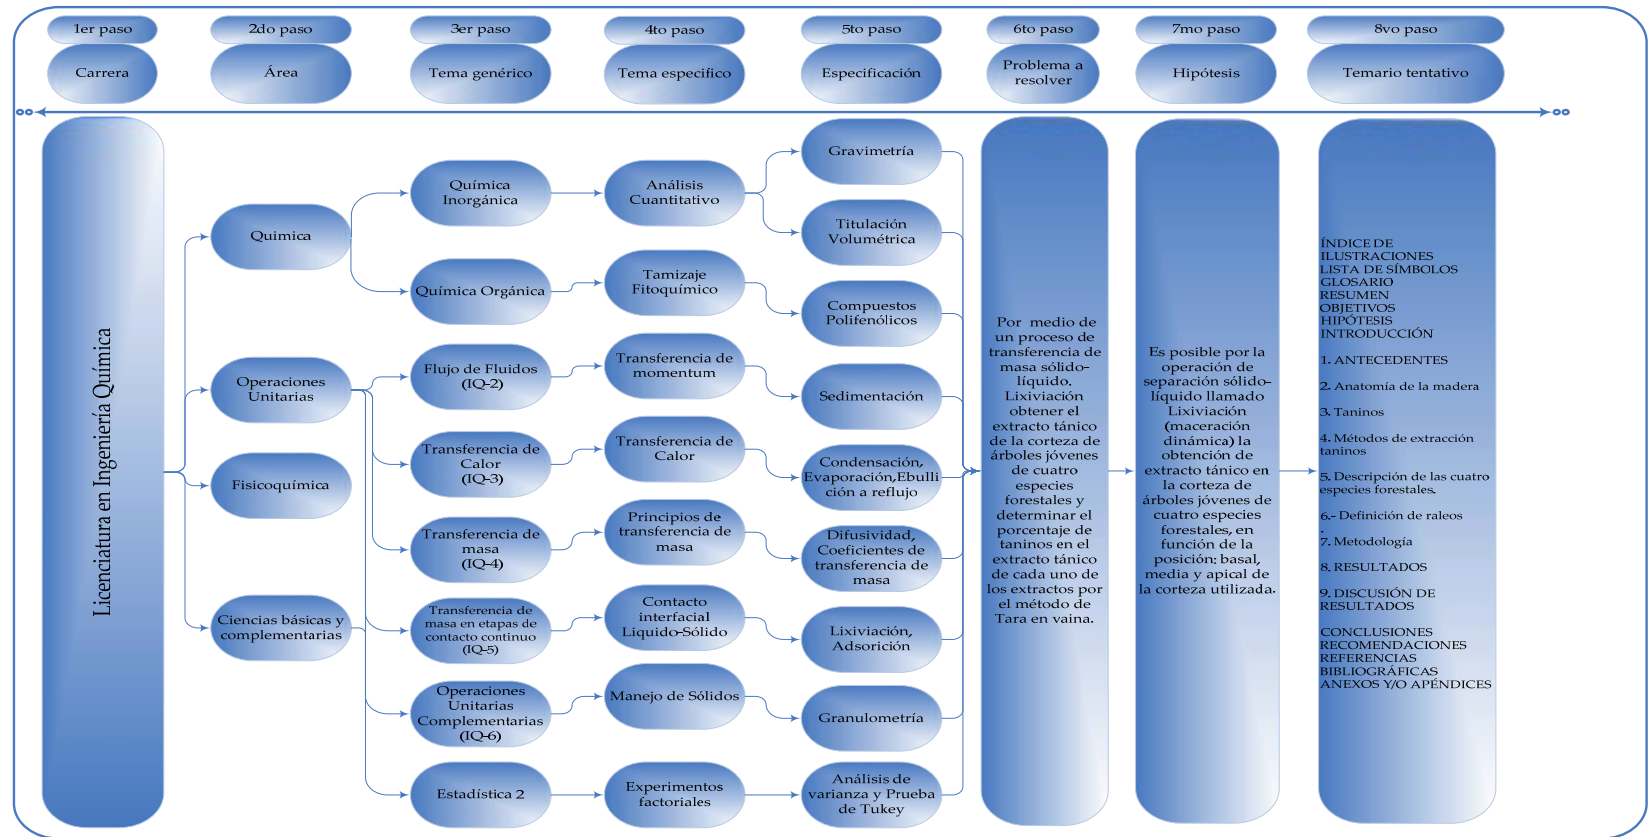 1er paso
2do paso
3er paso
4to paso
5to paso
6to paso
7mo paso
8vo paso
Carrera
Área
Tema genérico
Tema especifico
Especificación
Problema a
resolver
Hipótesis
Temario tentativo
Licenciatura en Ingeniería Química
Quimica
Operaciones
Unitarias
Fisicoquímica
Ciencias básicas y
complementarias
Química
Inorgánica
Química Orgánica
Flujo de Fluidos
(IQ-2)
Transferencia de
Calor
(IQ-3)
Transferencia de
masa
(IQ-4)
Transferencia de
masa en etapas de
contacto continuo
(IQ-5)
Operaciones
Unitarias
Complementarias
(IQ-6)
Estadística 2
Análisis
Cuantitativo
Tamizaje
Fitoquímico
Transferencia de
momentum
Transferencia de
Calor
Principios de
transferencia de
masa
Contacto
interfacial
Liquido-Sólido
Manejo de Sólidos
Experimentos
factoriales
Gravimetría
Titulación
Volumétrica
Compuestos
Polifenólicos
Sedimentación
Condensación,
Evaporación,Ebulli
ción a reflujo
Difusividad,
Coeficientes de
transferencia de
masa
Lixiviación,
Adsorición
Granulometría
Análisis de
varianza y Prueba
de Tukey
Por medio de
un proceso de
transferencia de
masa sólido-
líquido.
Lixiviación
obtener el
extracto tánico
de la corteza de
árboles jóvenes
de cuatro
especies
forestales y
determinar el
porcentaje de
taninos en el
extracto tánico
de cada uno de
los extractos por
el método de
Tara en vaina.
Es posible por la
operación de
separación sólido-
líquido llamado
Lixiviación
(maceración
dinámica) la
obtención de
extracto tánico en
la corteza de
árboles jóvenes de
cuatro especies
forestales, en
función de la
posición: basal,
media y apical de
la corteza utilizada.
ÍNDICE DE
ILUSTRACIONES
LISTA DE SÍMBOLOS
GLOSARIO
RESUMEN
OBJETIVOS
HIPÓTESIS
INTRODUCCIÓN
1. ANTECEDENTES
2. Anatomía de la madera
3. Taninos
4. Métodos de extracción
taninos
5. Descripción de las cuatro
especies forestales.
6.- Definición de raleos
.
7. Metodología
8. RESULTADOS
9. DISCUSIÓN DE
RESULTADOS
CONCLUSIONES
RECOMENDACIONES
REFERENCIAS
BIBLIOGRÁFICAS
ANEXOS Y/O APÉNDICES